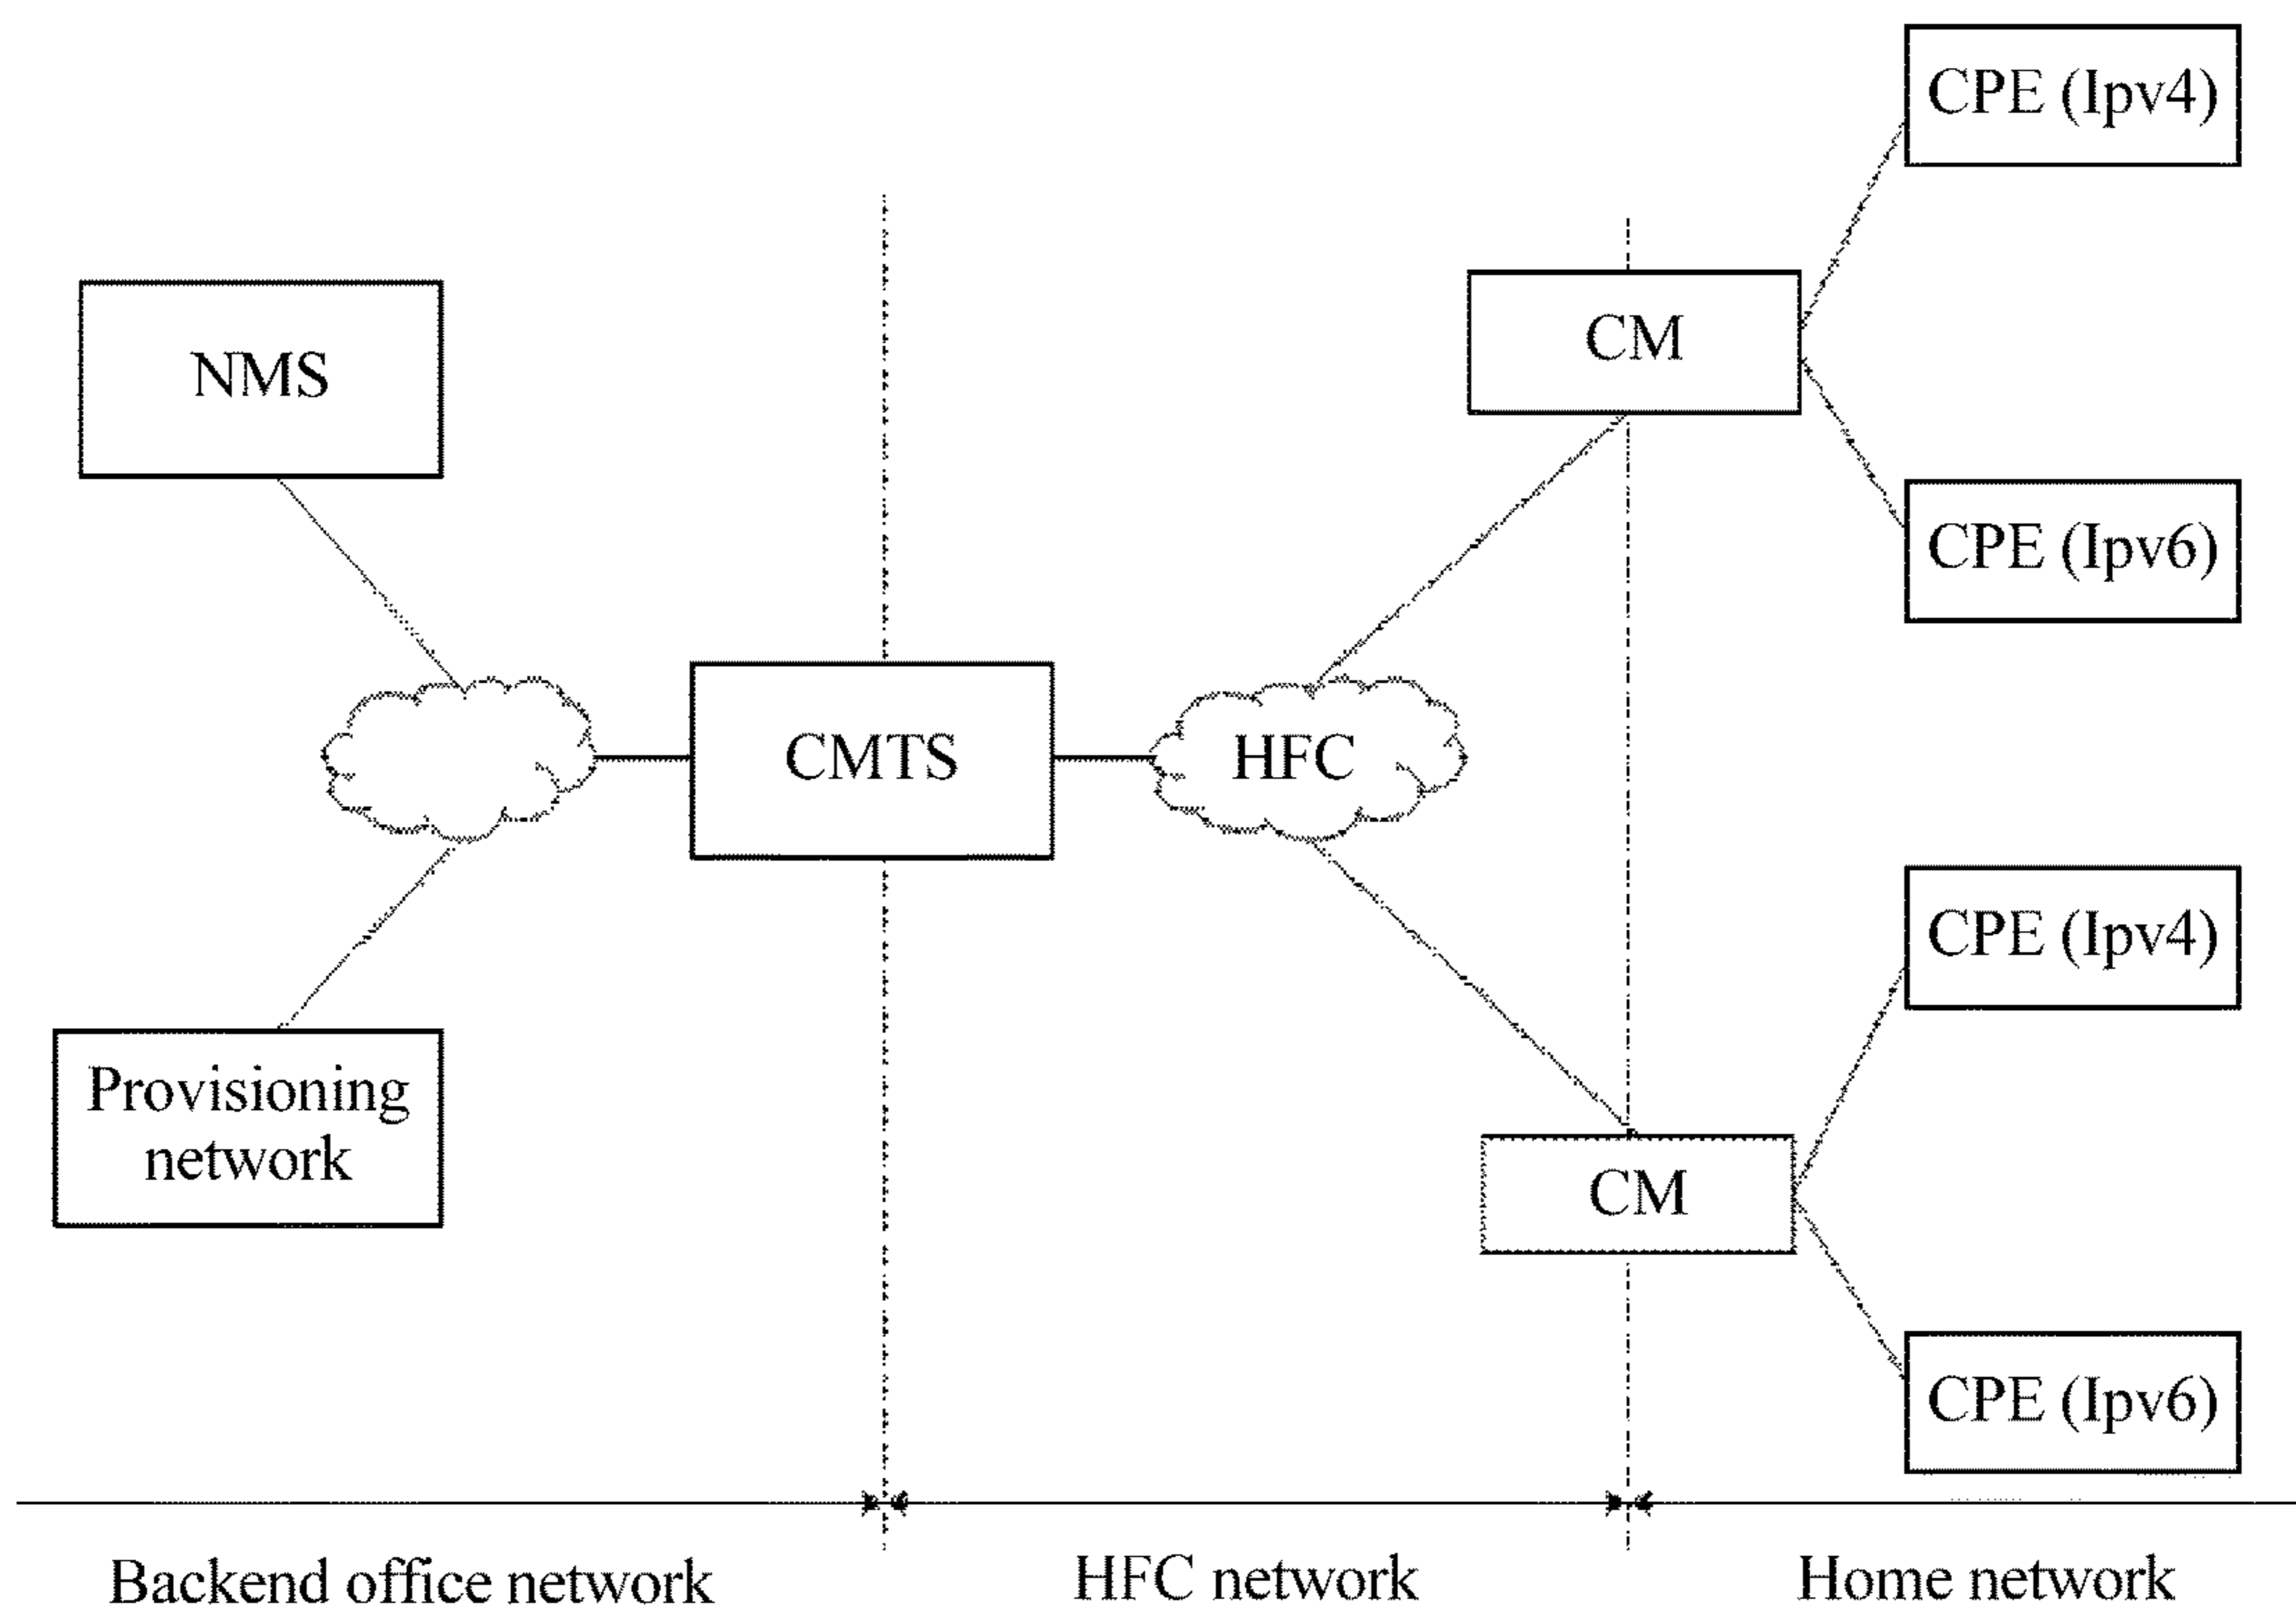 CPE (Ipv4)
CM
NMS
CPE (Ipv6)
CMTS
HFC
CPE (Ipv4)
Provisioning
network
CM
CPE (Ipv6)
Backend office network
HFC network
Home network